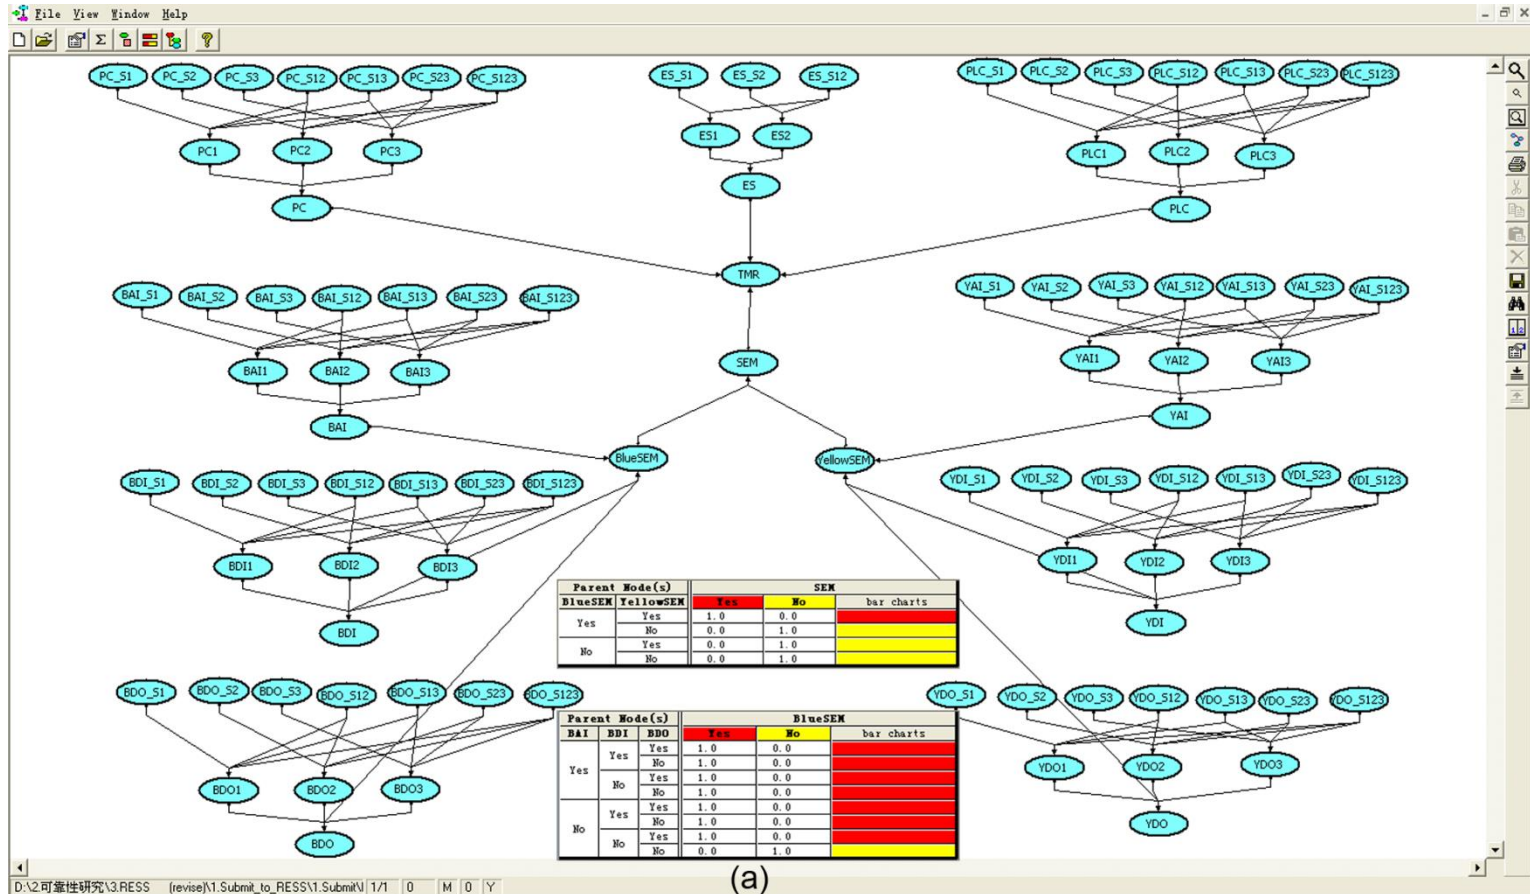 File View Window Help
PC_S1 PC_S2 PC_S3 PC_S12 PC_S13 PC_S23 PC_S123
ES_S1 ES_S2 ES_S12
PLC_S1 PLC_S2 PLC_S3 PLC_S12 PLC_S13 PLC_S23 PLC_S123
PC1 PC2 PC3
ES1 ES2
PLC1 PLC2 PLC3
PC
ES
PLC
TMR
BAI_S1 BAI_S2 BAI_S3 BAI_S12 BAI_S13 BAI_S23 BAI_S123
YAI_S1 YAI_S2 YAI_S3 YAI_S12 YAI_S13 YAI_S23 YAI_S123
BAI1 BAI2 BAI3
SEM
YAI1 YAI2 YAI3
BAI
YAI
BlueSEM
YellowSEM
BDI_S1 BDI_S2 BDI_S3 BDI_S12 BDI_S13 BDI_S23 BDI_S123
YDI_S1 YDI_S2 YDI_S3 YDI_S12 YDI_S13 YDI_S23 YDI_S123
BDI1 BDI2 BDI3
YDI1 YDI2 YDI3
BDI
YDI
Parent Node(s) SEM
BlueSEM YellowSEM Yes No bar charts
Yes Yes 1.0 0.0
No 0.0 1.0
No Yes 0.0 1.0
No 0.0 1.0
BDO_S1 BDO_S2 BDO_S3 BDO_S12 BDO_S13 BDO_S23 BDO_S123
YDO_S1 YDO_S2 YDO_S3 YDO_S12 YDO_S13 YDO_S23 YDO_S123
Parent Node(s) BlueSEM
BAI BDI BDO Yes No bar charts
Yes Yes Yes 1.0 0.0
No 1.0 0.0
No Yes 1.0 0.0
No 1.0 0.0
No Yes Yes 1.0 0.0
No 1.0 0.0
No Yes 1.0 0.0
No 0.0 1.0
BDO1 BDO2 BDO3
YDO1 YDO2 YDO3
BDO
YDO
(a)
D:\2.可靠性研究\3.RESS (revise)\1.Submit_to_RESS\1.Submit\ 1/1 0 M 0 Y